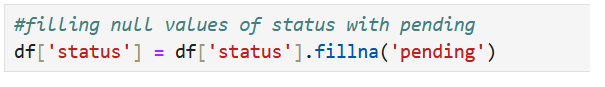 #filling null values of status with pending
df['status'] = df['status'].fillna('pending')